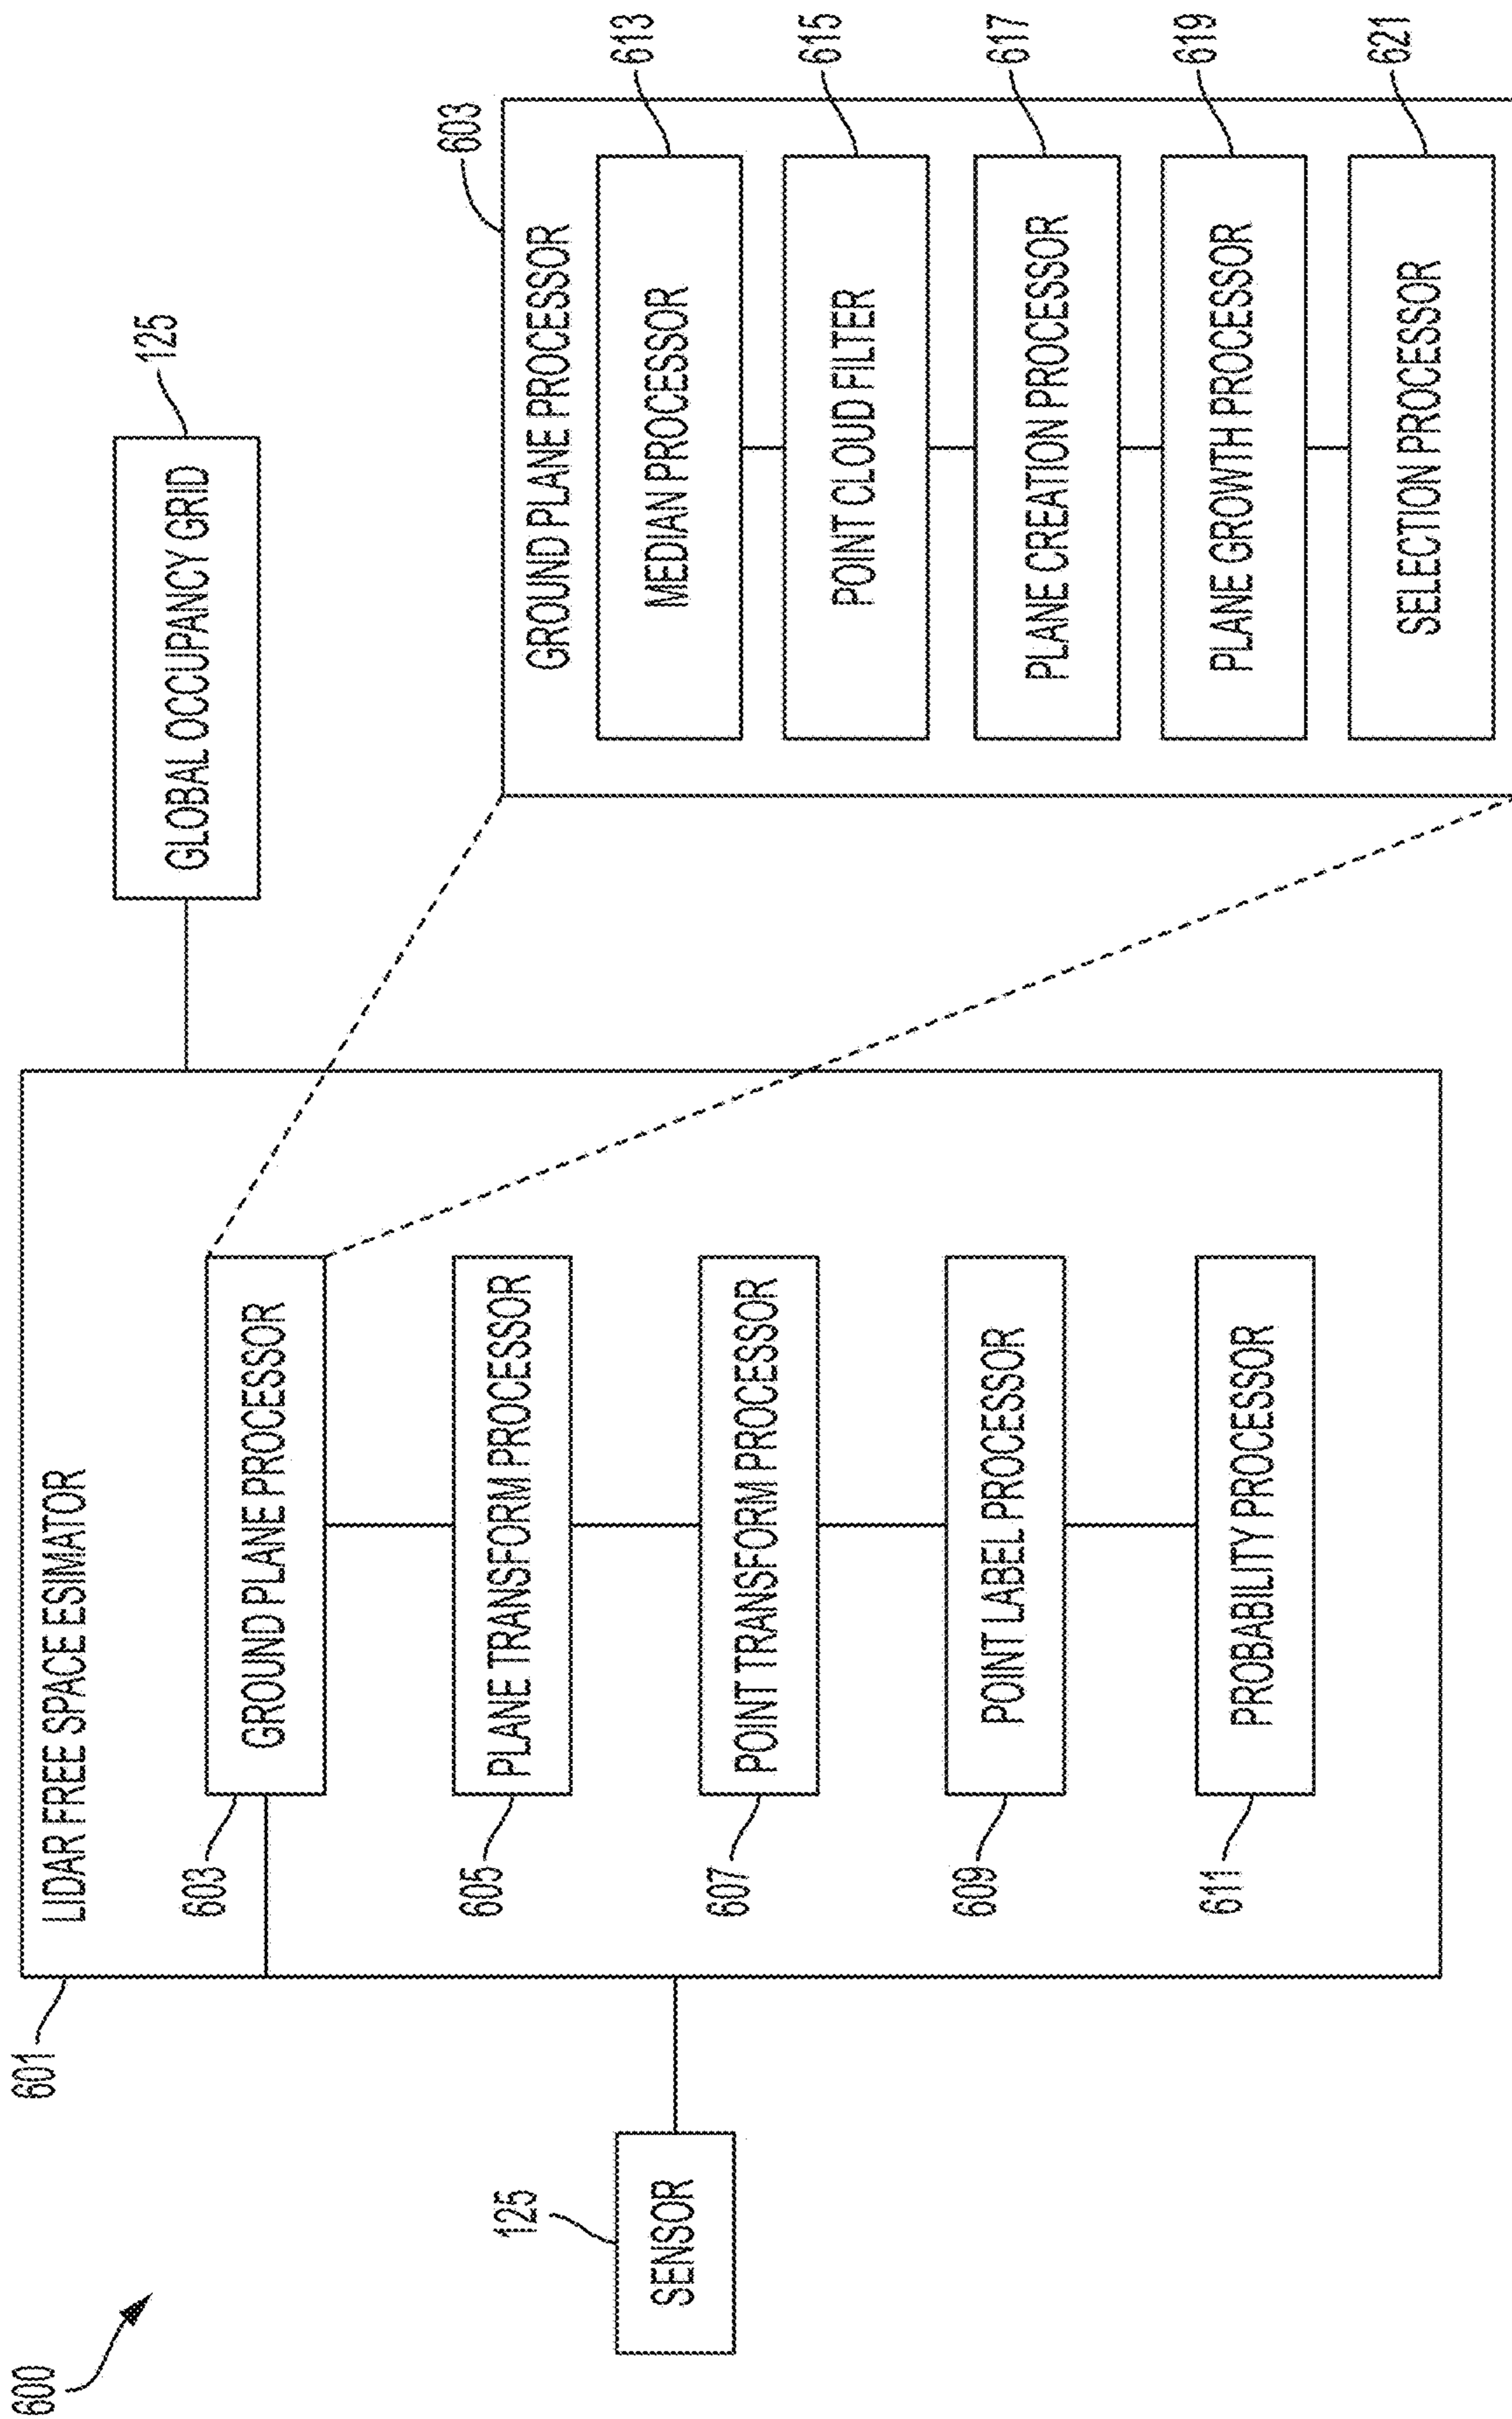 600
601
LIDAR FREE SPACE ESIMATOR
SENSOR
125
603
GROUND PLANE PROCESSOR
605
PLANE TRANSFORM PROCESSOR
607
POINT TRANSFORM PROCESSOR
609
POINT LABEL PROCESSOR
611
PROBABILITY PROCESSOR
GLOBAL OCCUPANCY GRID
125
603
GROUND PLANE PROCESSOR
MEDIAN PROCESSOR
613
POINT CLOUD FILTER
615
PLANE CREATION PROCESSOR
617
PLANE GROWTH PROCESSOR
619
SELECTION PROCESSOR
621